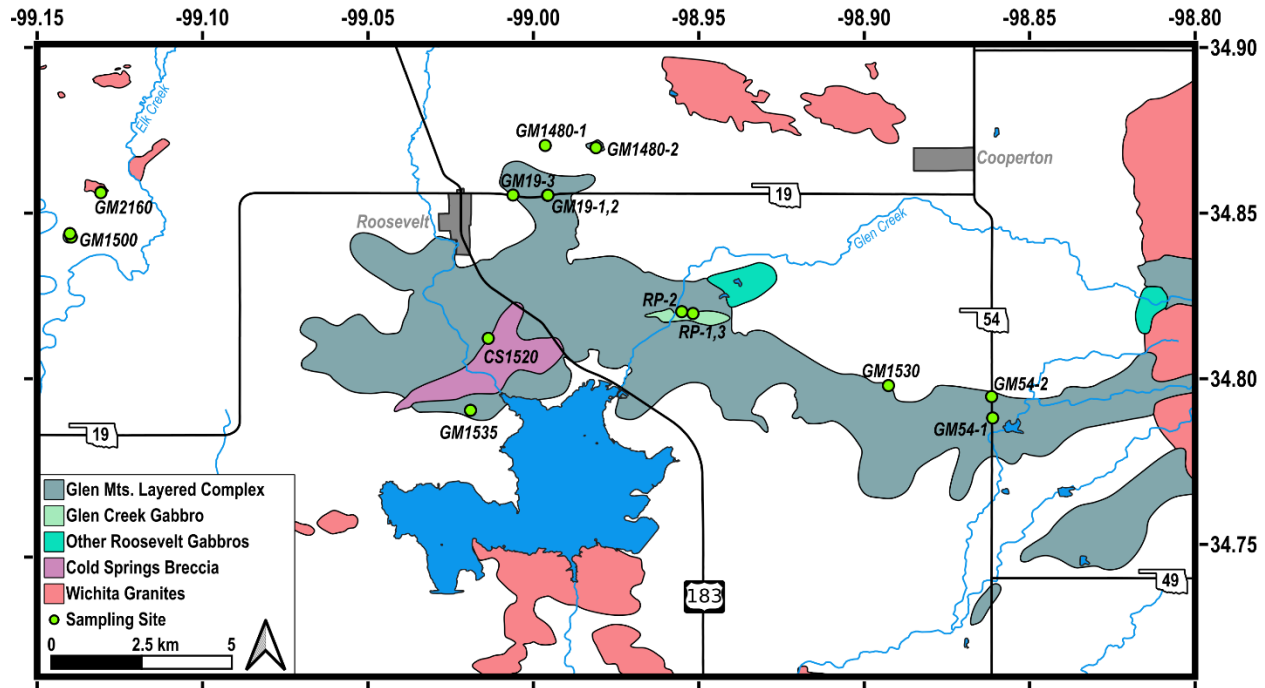 -99.15 -99.10 -99.05 -99.00 -98.95 -98.90 -98.85 -98.80
34.90
Elk Creek
GM1480-1
GM1480-2
Cooperton
GM2160
GM19-3
19
GM19-1,2
34.85
Roosevelt
GM1500
Glen Creek
RP-2
RP-1,3
54
CS1520
GM1530
GM54-2
34.80
GM1535
GM54-1
19
Glen Mts. Layered Complex
Glen Creek Gabbro
Other Roosevelt Gabbros
Cold Springs Breccia
Wichita Granites
Sampling Site
0 2.5 km 5
34.75
49
183